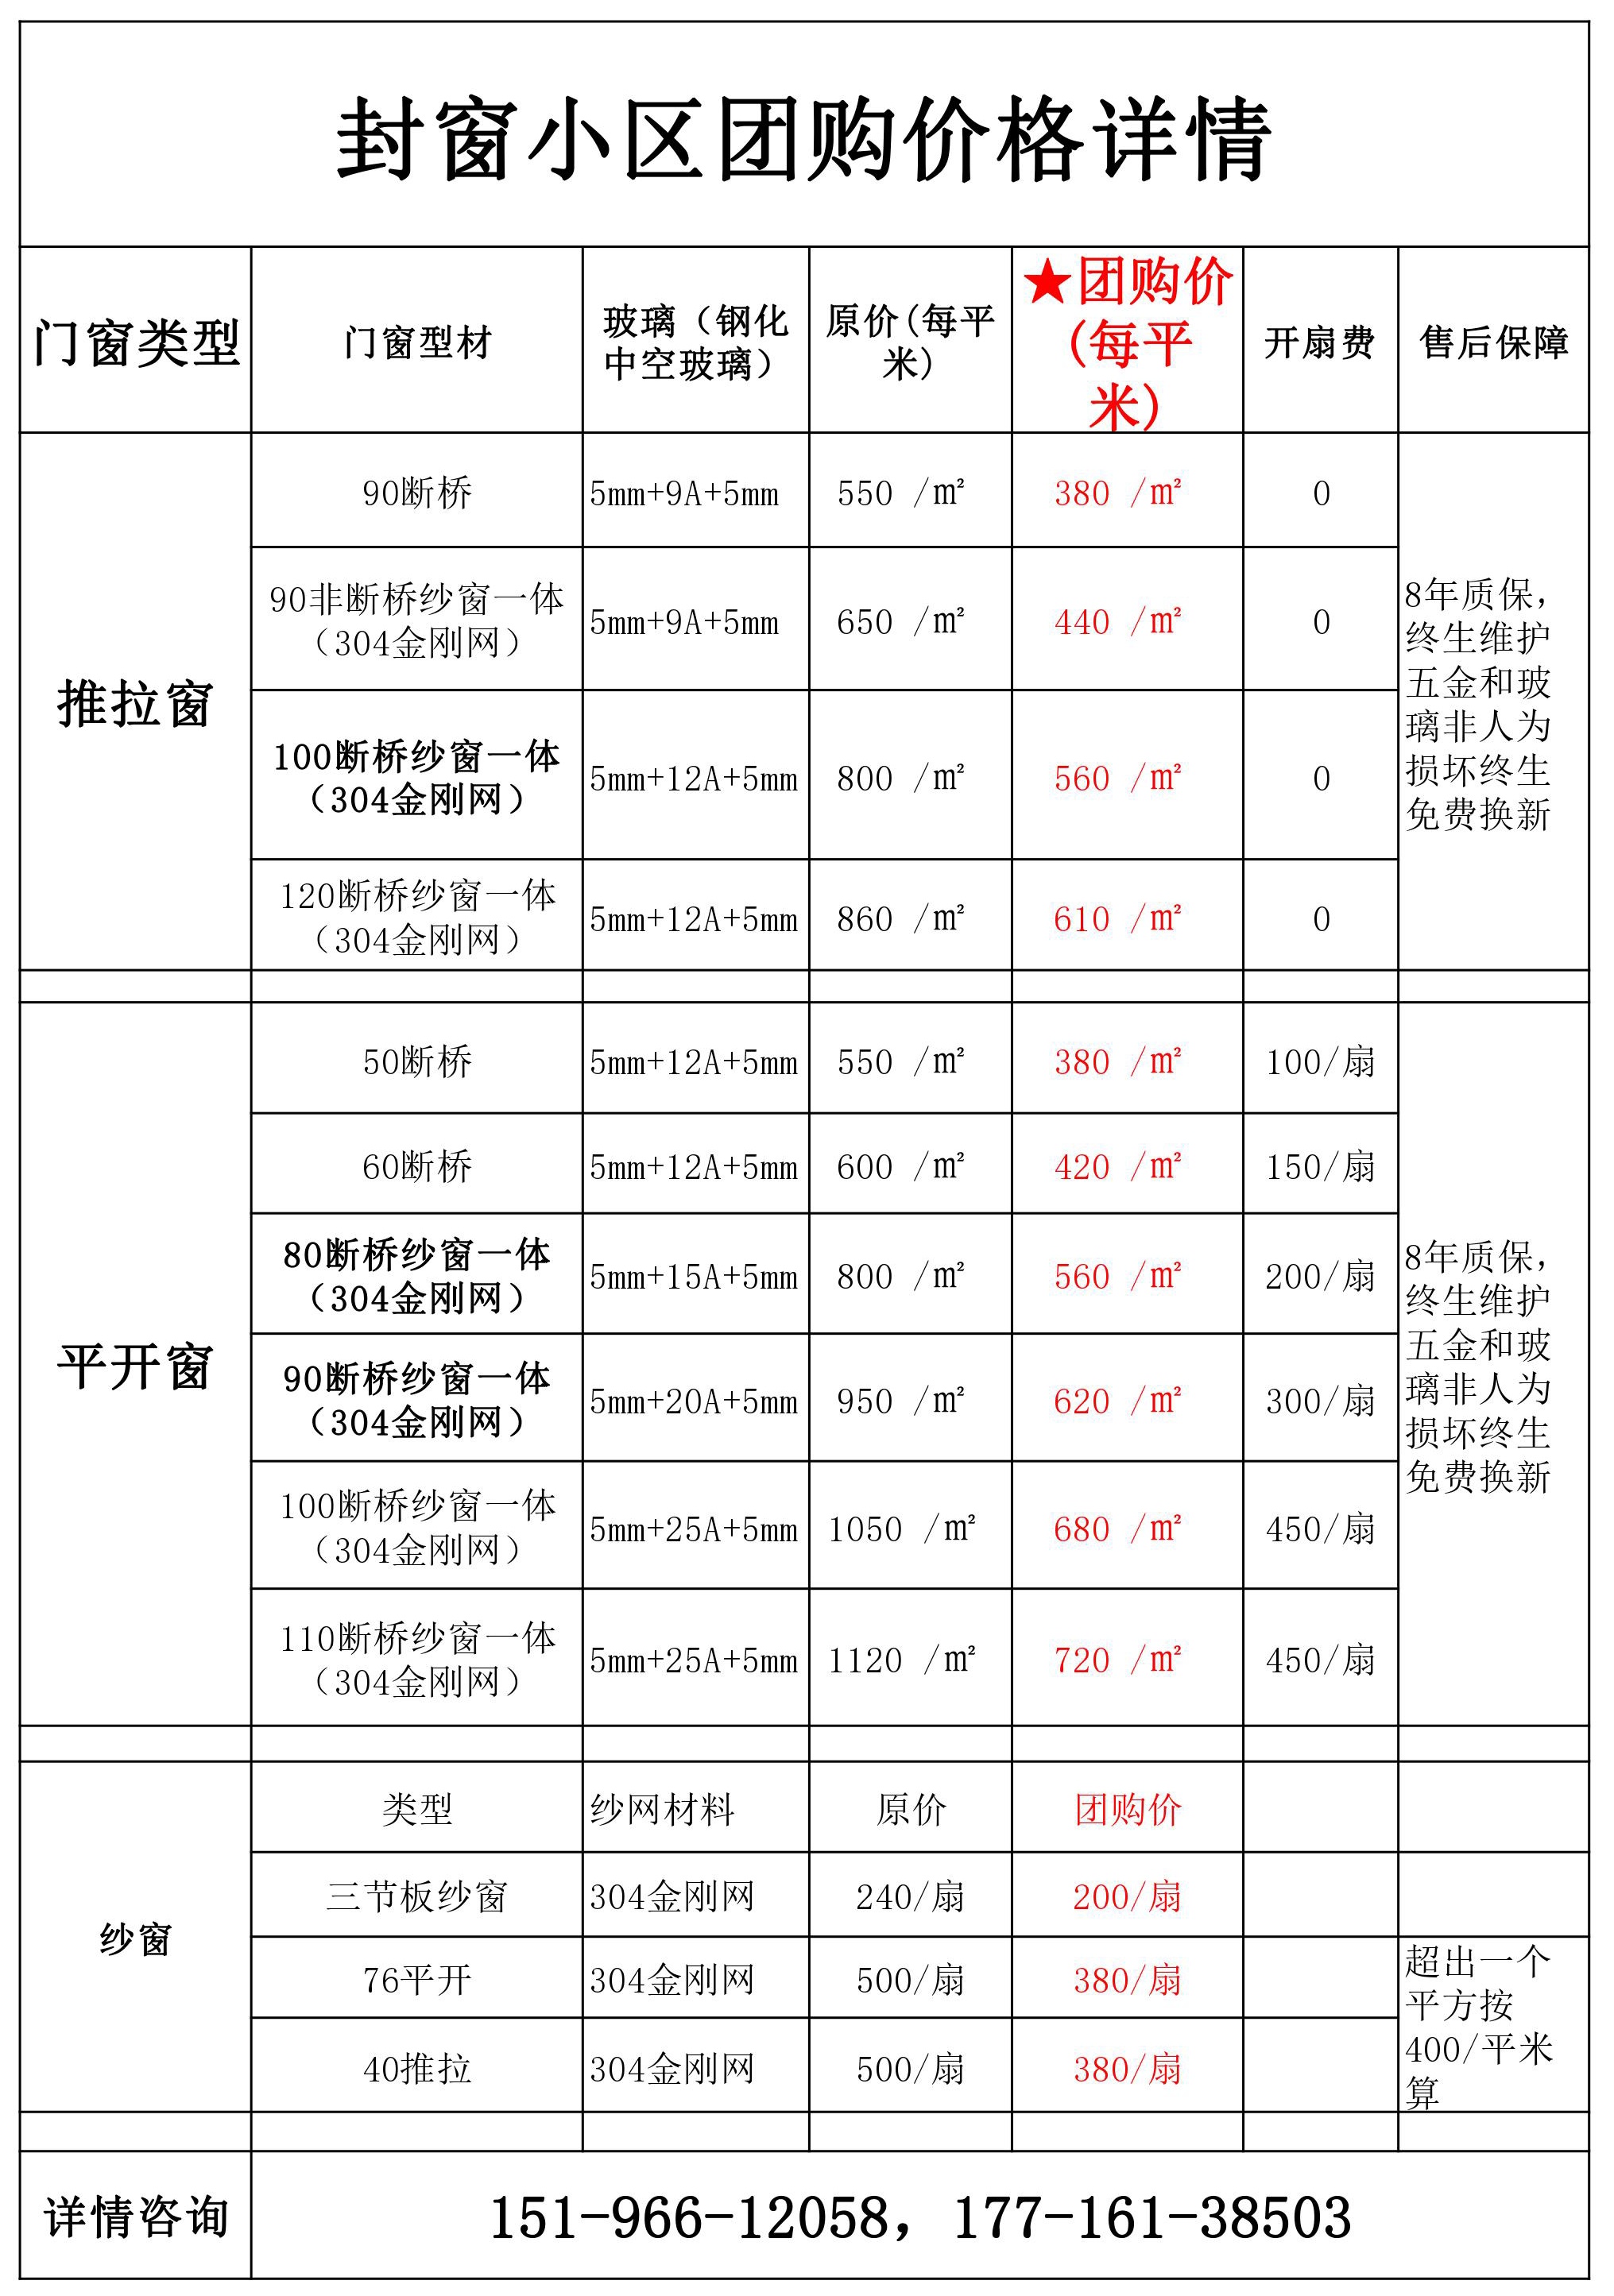 封窗小区团购价格详情
门窗类型 门窗型材 玻璃（钢化中空玻璃） 原价(每平米) ★团购价(每平米) 开扇费 售后保障
推拉窗
90断桥 5mm+9A+5mm 550 /㎡ 380 /㎡ 0
90非断桥纱窗一体（304金刚网） 5mm+9A+5mm 650 /㎡ 440 /㎡ 0
100断桥纱窗一体（304金刚网） 5mm+12A+5mm 800 /㎡ 560 /㎡ 0
120断桥纱窗一体（304金刚网） 5mm+12A+5mm 860 /㎡ 610 /㎡ 0
8年质保，
终生维护
五金和玻
璃非人为
损坏终生
免费换新
平开窗
50断桥 5mm+12A+5mm 550 /㎡ 380 /㎡ 100/扇
60断桥 5mm+12A+5mm 600 /㎡ 420 /㎡ 150/扇
80断桥纱窗一体（304金刚网） 5mm+15A+5mm 800 /㎡ 560 /㎡ 200/扇
90断桥纱窗一体（304金刚网） 5mm+20A+5mm 950 /㎡ 620 /㎡ 300/扇
100断桥纱窗一体（304金刚网） 5mm+25A+5mm 1050 /㎡ 680 /㎡ 450/扇
110断桥纱窗一体（304金刚网） 5mm+25A+5mm 1120 /㎡ 720 /㎡ 450/扇
8年质保，
终生维护
五金和玻
璃非人为
损坏终生
免费换新
纱窗
类型 纱网材料 原价 团购价
三节板纱窗 304金刚网 240/扇 200/扇
76平开 304金刚网 500/扇 380/扇
40推拉 304金刚网 500/扇 380/扇
超出一个
平方按
400/平米
算
详情咨询 151-966-12058，177-161-38503